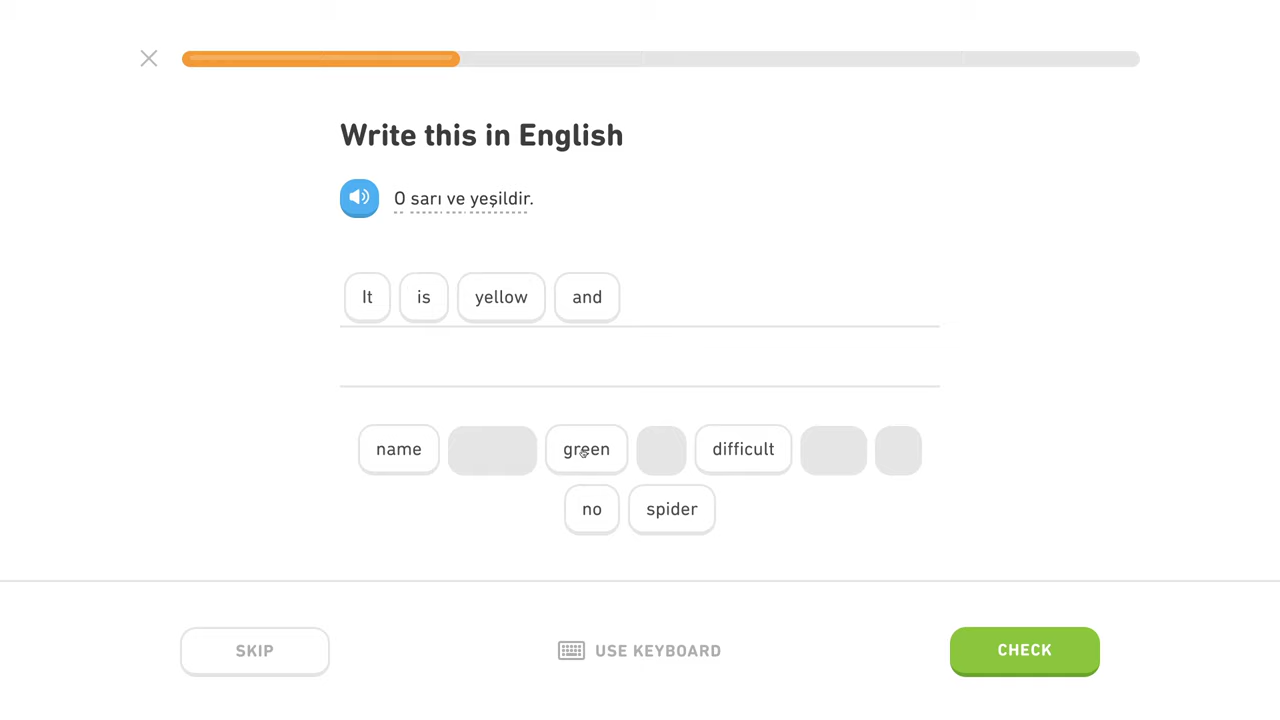 Write this in English
O sarı ve yeşildir.
It is yellow and
name green difficult
no spider
SKIP USE KEYBOARD CHECK